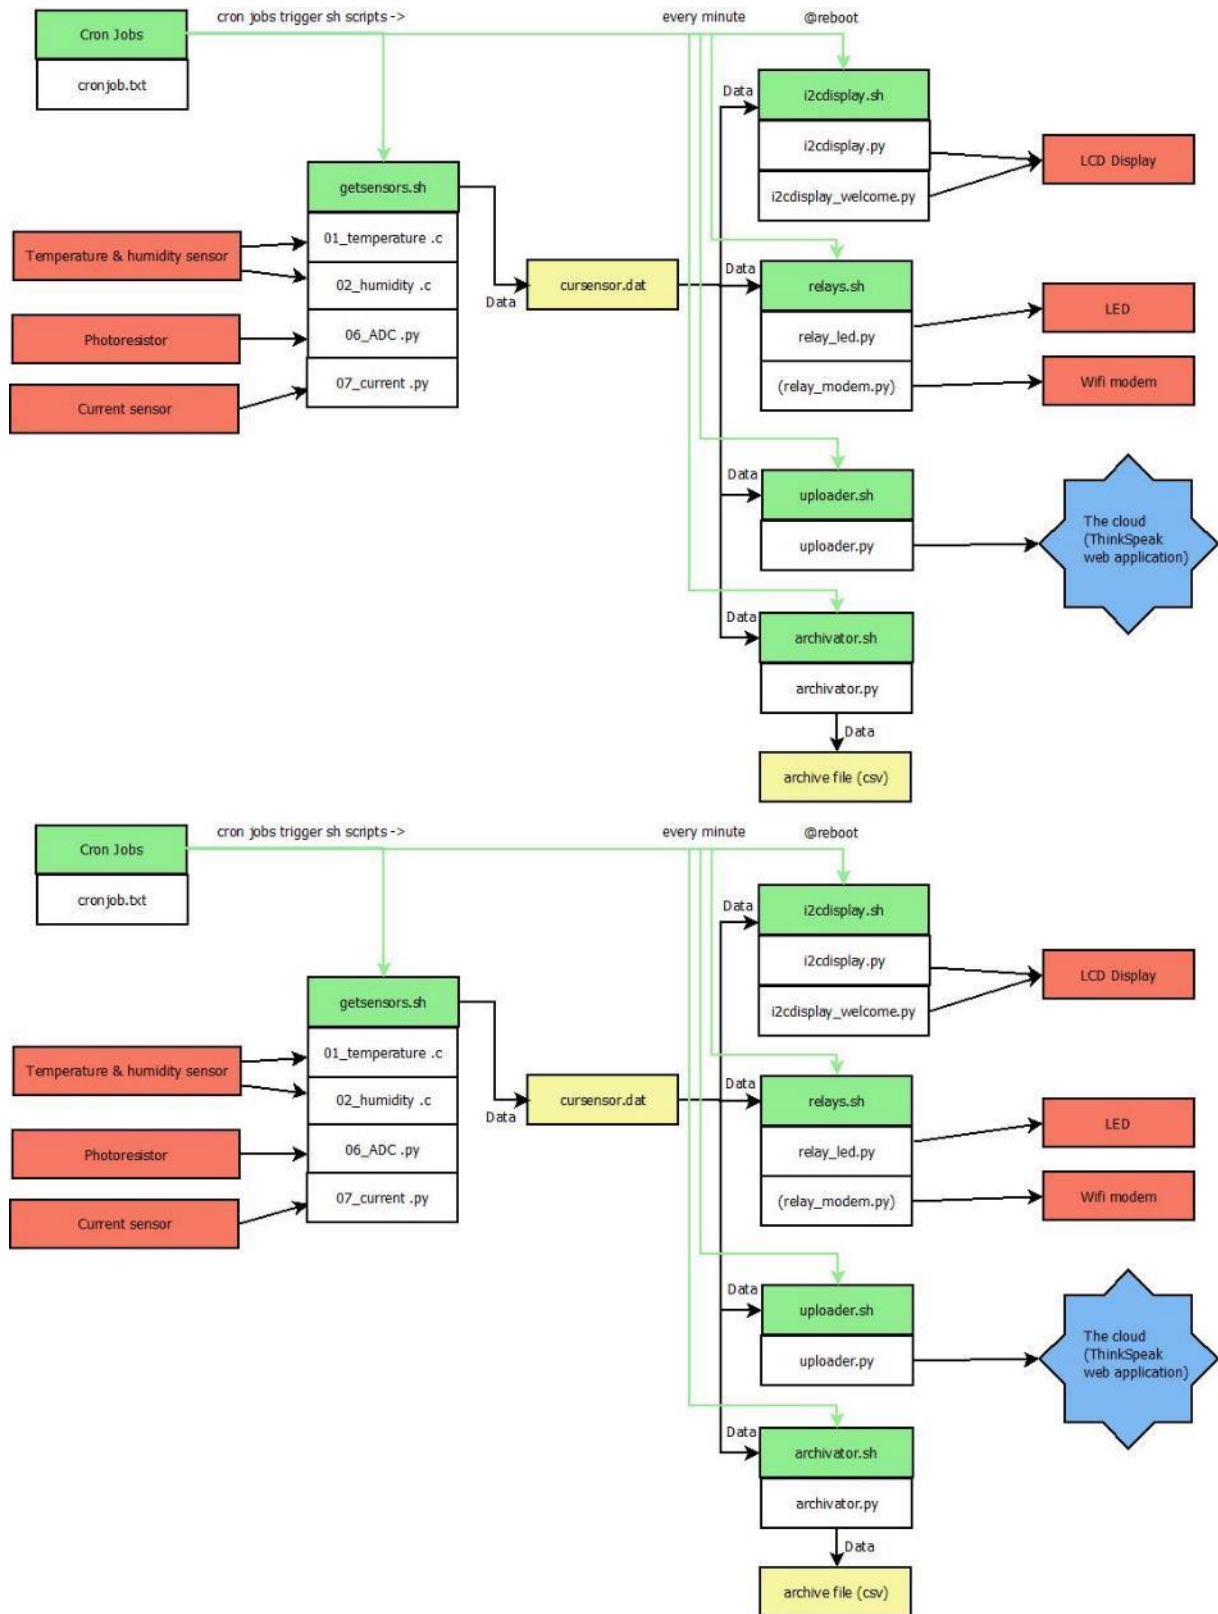 cron jobs trigger sh scripts ->
every minute
@reboot
Cron Jobs
cronjob.txt
Data
i2cdisplay.sh
i2cdisplay.py
i2cdisplay_welcome.py
LCD Display
getsensors.sh
01_temperature .c
02_humidity .c
06_ADC .py
07_current .py
Temperature & humidity sensor
Photoresistor
Current sensor
Data
cursensor.dat
Data
relays.sh
relay_led.py
(relay_modem.py)
LED
Wifi modem
Data
uploader.sh
uploader.py
The cloud
(ThinkSpeak
web application)
Data
archivator.sh
archivator.py
Data
archive file (csv)
cron jobs trigger sh scripts ->
every minute
@reboot
Cron Jobs
cronjob.txt
Data
i2cdisplay.sh
i2cdisplay.py
i2cdisplay_welcome.py
LCD Display
getsensors.sh
01_temperature .c
02_humidity .c
06_ADC .py
07_current .py
Temperature & humidity sensor
Photoresistor
Current sensor
Data
cursensor.dat
Data
relays.sh
relay_led.py
(relay_modem.py)
LED
Wifi modem
Data
uploader.sh
uploader.py
The cloud
(ThinkSpeak
web application)
Data
archivator.sh
archivator.py
Data
archive file (csv)